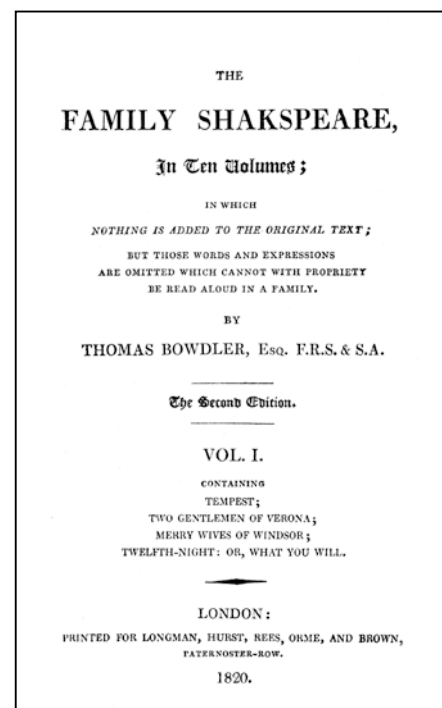 THE
FAMILY SHAKSPEARE,
In Ten Volumes;
IN WHICH
NOTHING IS ADDED TO THE ORIGINAL TEXT;
BUT THOSE WORDS AND EXPRESSIONS
ARE OMITTED WHICH CANNOT WITH PROPRIETY
BE READ ALOUD IN A FAMILY.
BY
THOMAS BOWDLER, Esq. F.R.S. & S.A.
The Second Edition.
VOL. I.
CONTAINING
TEMPEST;
TWO GENTLEMEN OF VERONA;
MERRY WIVES OF WINDSOR;
TWELFTH-NIGHT: OR, WHAT YOU WILL.
LONDON:
PRINTED FOR LONGMAN, HURST, REES, ORME, AND BROWN,
PATERNOSTER-ROW.
1820.